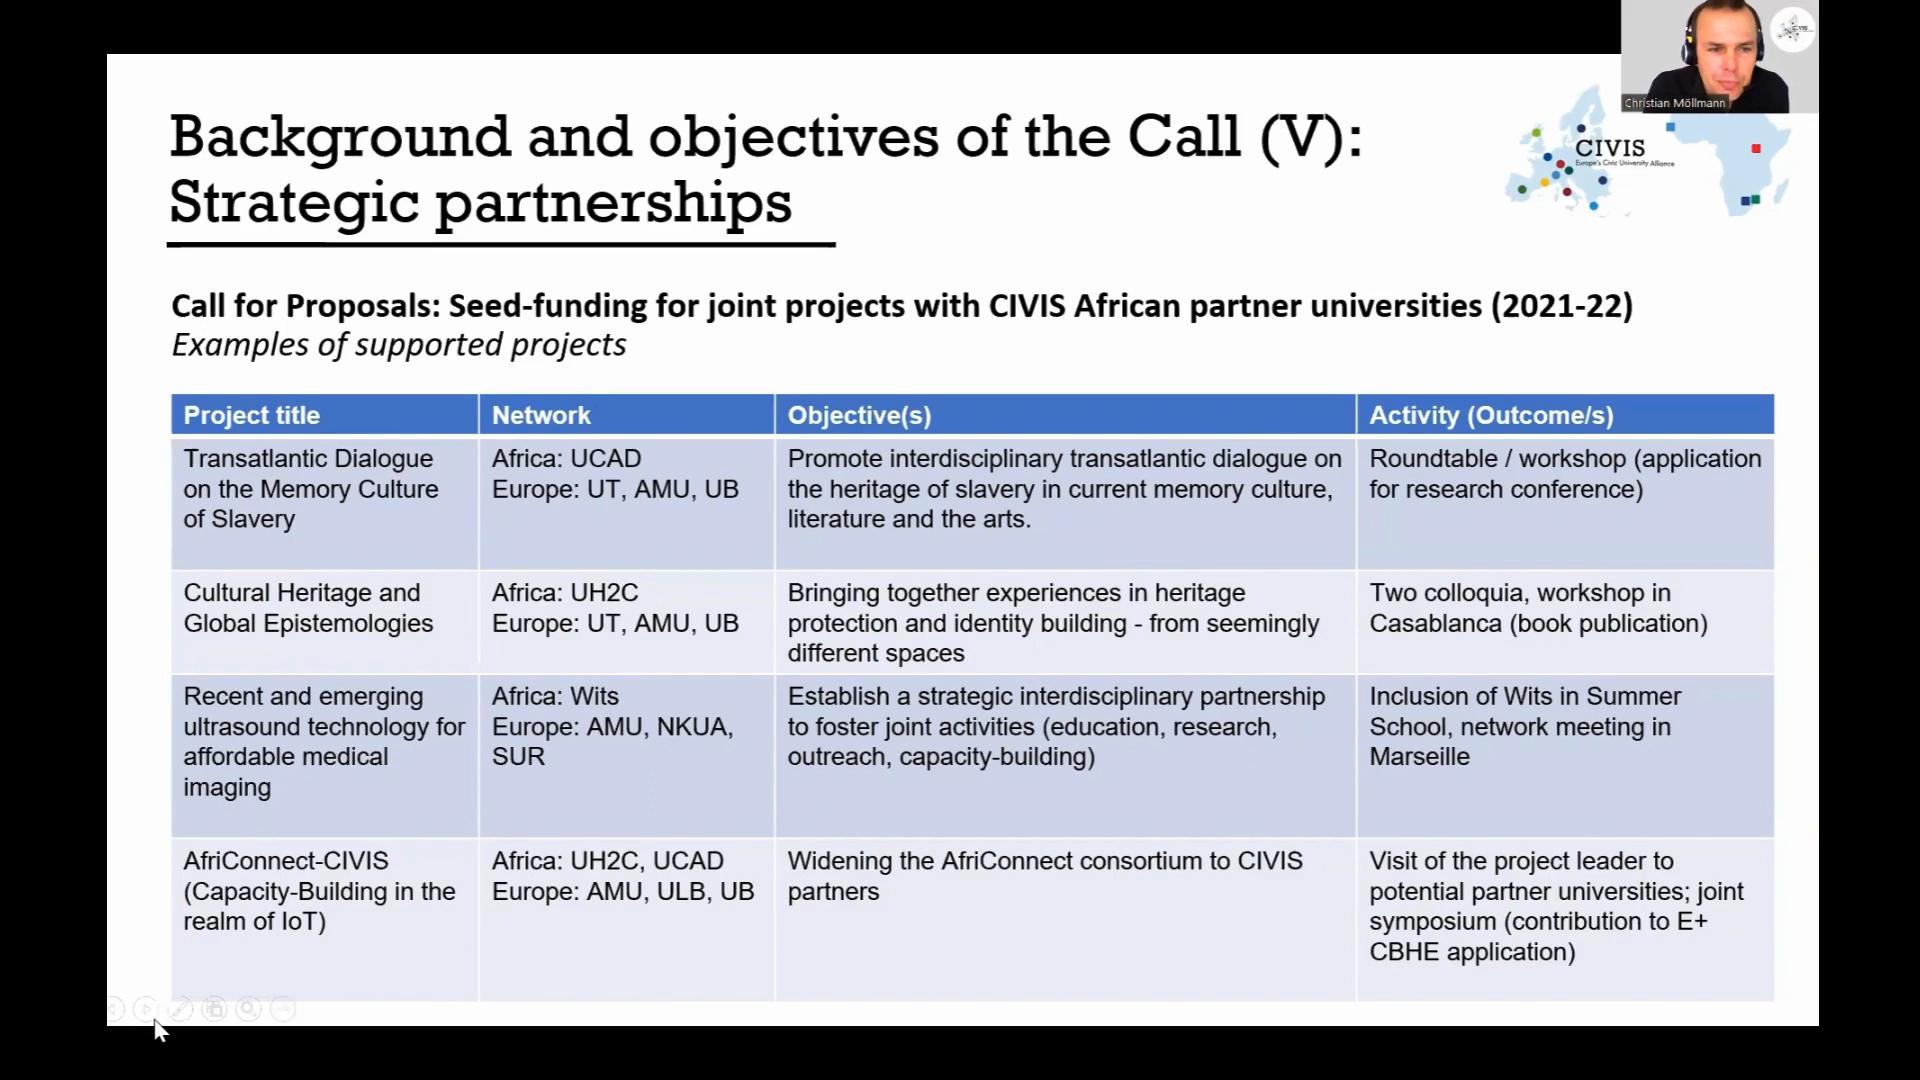 Christian Möllmann
Background and objectives of the Call (V):
Strategic partnerships
CIVIS
Europe's Civic University Alliance
Call for Proposals: Seed-funding for joint projects with CIVIS African partner universities (2021-22)
Examples of supported projects
Project title
Network
Objective(s)
Activity (Outcome/s)
Transatlantic Dialogue
on the Memory Culture
of Slavery
Africa: UCAD
Europe: UT, AMU, UB
Promote interdisciplinary transatlantic dialogue on
the heritage of slavery in current memory culture,
literature and the arts.
Roundtable / workshop (application
for research conference)
Cultural Heritage and
Global Epistemologies
Africa: UH2C
Europe: UT, AMU, UB
Bringing together experiences in heritage
protection and identity building - from seemingly
different spaces
Two colloquia, workshop in
Casablanca (book publication)
Recent and emerging
ultrasound technology for
affordable medical
imaging
Africa: Wits
Europe: AMU, NKUA,
SUR
Establish a strategic interdisciplinary partnership
to foster joint activities (education, research,
outreach, capacity-building)
Inclusion of Wits in Summer
School, network meeting in
Marseille
AfriConnect-CIVIS
(Capacity-Building in the
realm of IoT)
Africa: UH2C, UCAD
Europe: AMU, ULB, UB
Widening the AfriConnect consortium to CIVIS
partners
Visit of the project leader to
potential partner universities; joint
symposium (contribution to E+
CBHE application)